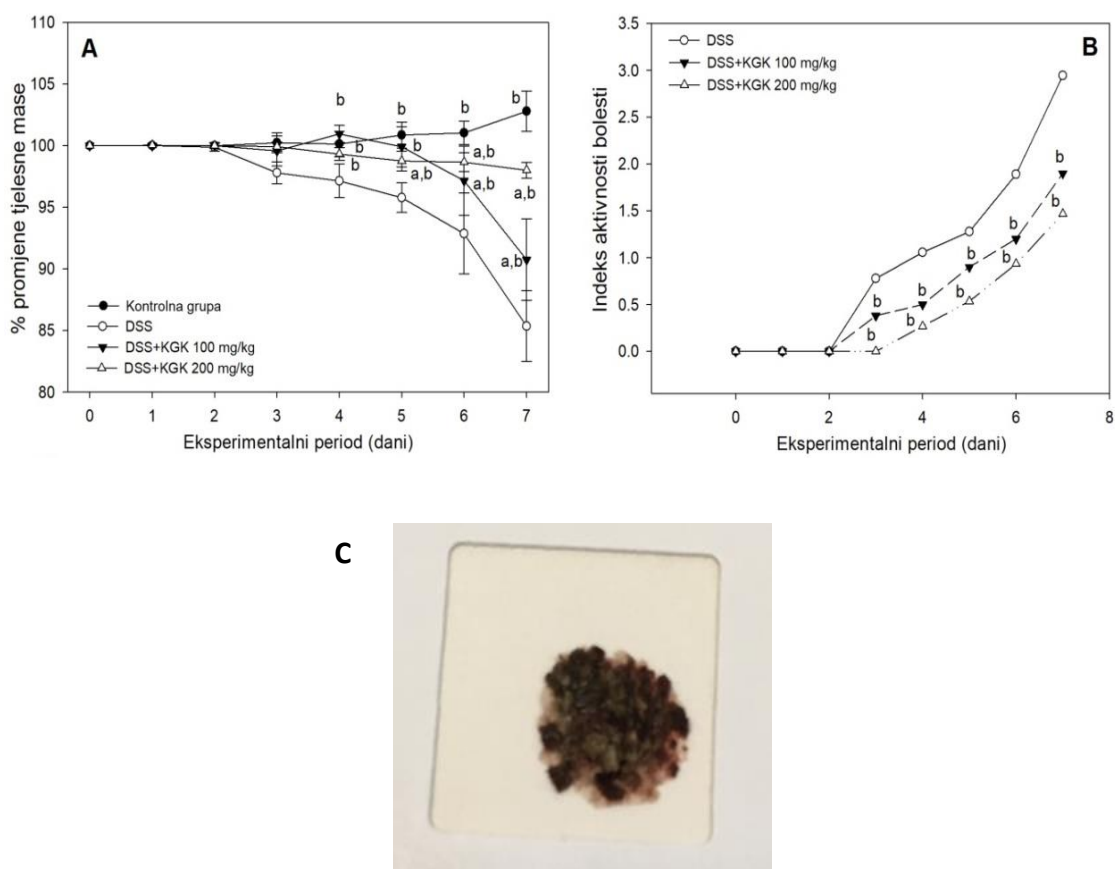 A
% promjene tjelesne mase
110
105
100
95
90
85
80
b
b
b
b
b
b
b
a,b
a,b
a,b
a,b
a,b
Kontrolna grupa
DSS
DSS+KGK 100 mg/kg
DSS+KGK 200 mg/kg
0 1 2 3 4 5 6 7
Eksperimentalni period (dani)
B
Indeks aktivnosti bolesti
3.5
3.0
2.5
2.0
1.5
1.0
0.5
0.0
DSS
DSS+KGK 100 mg/kg
DSS+KGK 200 mg/kg
b
b
b
b
b
b
b
b
b
b
0 2 4 6 8
Eksperimentalni period (dani)
C